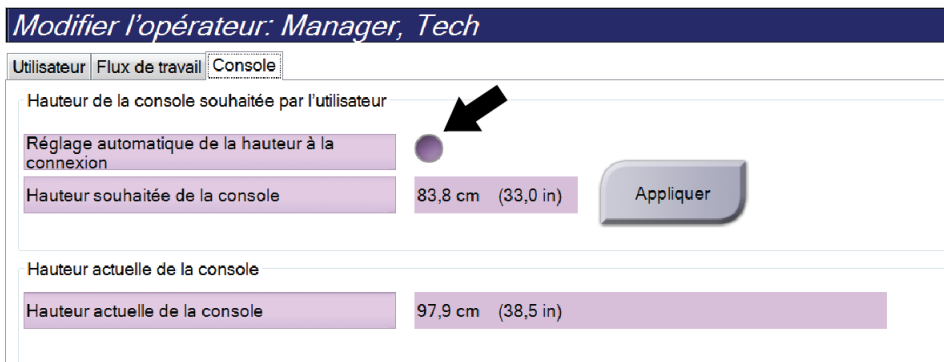 Modifier l'opérateur: Manager, Tech
Utilisateur Flux de travail Console
Hauteur de la console souhaitée par l'utilisateur
Réglage automatique de la hauteur à la
connexion
Hauteur souhaitée de la console 83,8 cm (33,0 in) Appliquer
Hauteur actuelle de la console
Hauteur actuelle de la console 97,9 cm (38,5 in)